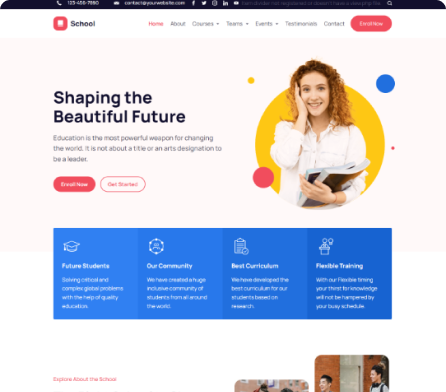 123-456-7890 contact@yourwebsite.com
School
Home About Courses Teams Events Testimonials Contact Enroll Now
Shaping the
Beautiful Future
Education is the most powerful weapon for changing
the world. It is not about a title or an arts designation to
be a leader.
Enroll Now Get Started
Future Students
Solving critical and
complex global problems
with the help of quality
education.
Our Community
We have created a huge
inclusive community of
students from all around
the world.
Best Curriculum
We have developed the
best curriculum for our
students based on
research.
Flexible Training
With our Flexible timing
your thirst for knowledge
will not be hampered by
your busy schedule.
Explore About the School